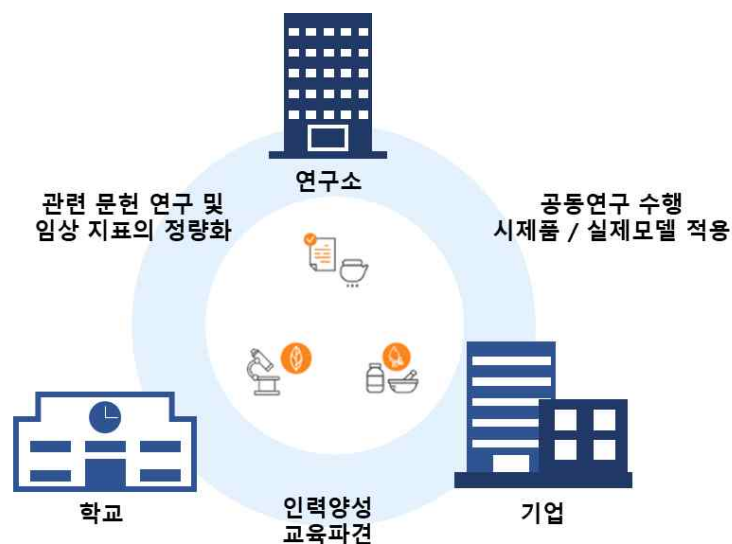 연구소
관련 문헌 연구 및
임상 지표의 정량화
공동연구 수행
시제품 / 실제모델 적용
학교
인력양성
교육파견
기업